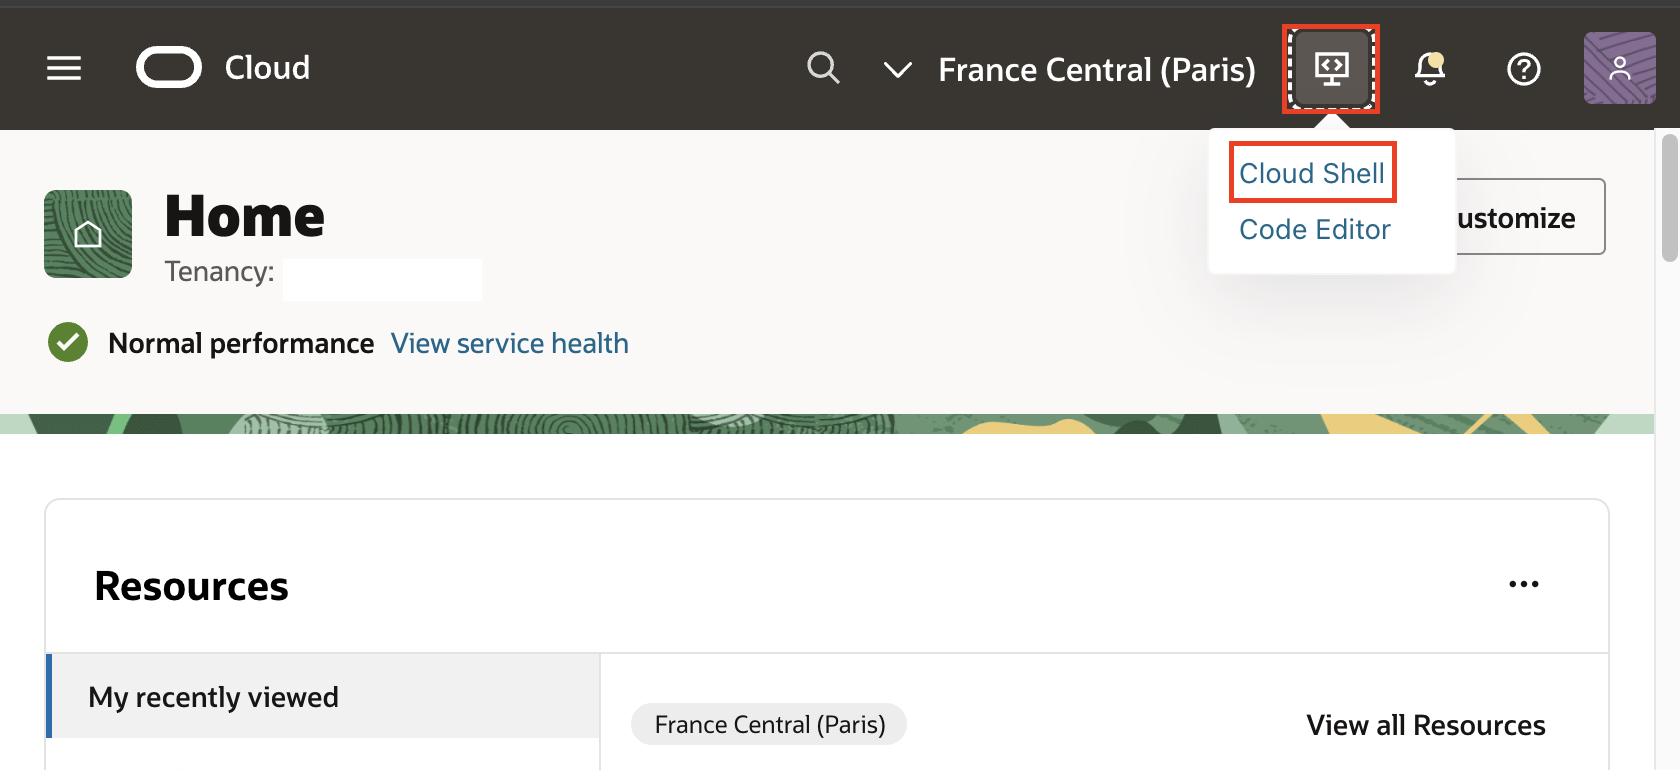 Cloud
France Central (Paris)
Cloud Shell
Code Editor
ustomize
Home
Tenancy:
Normal performance View service health
Resources
My recently viewed
France Central (Paris)
View all Resources